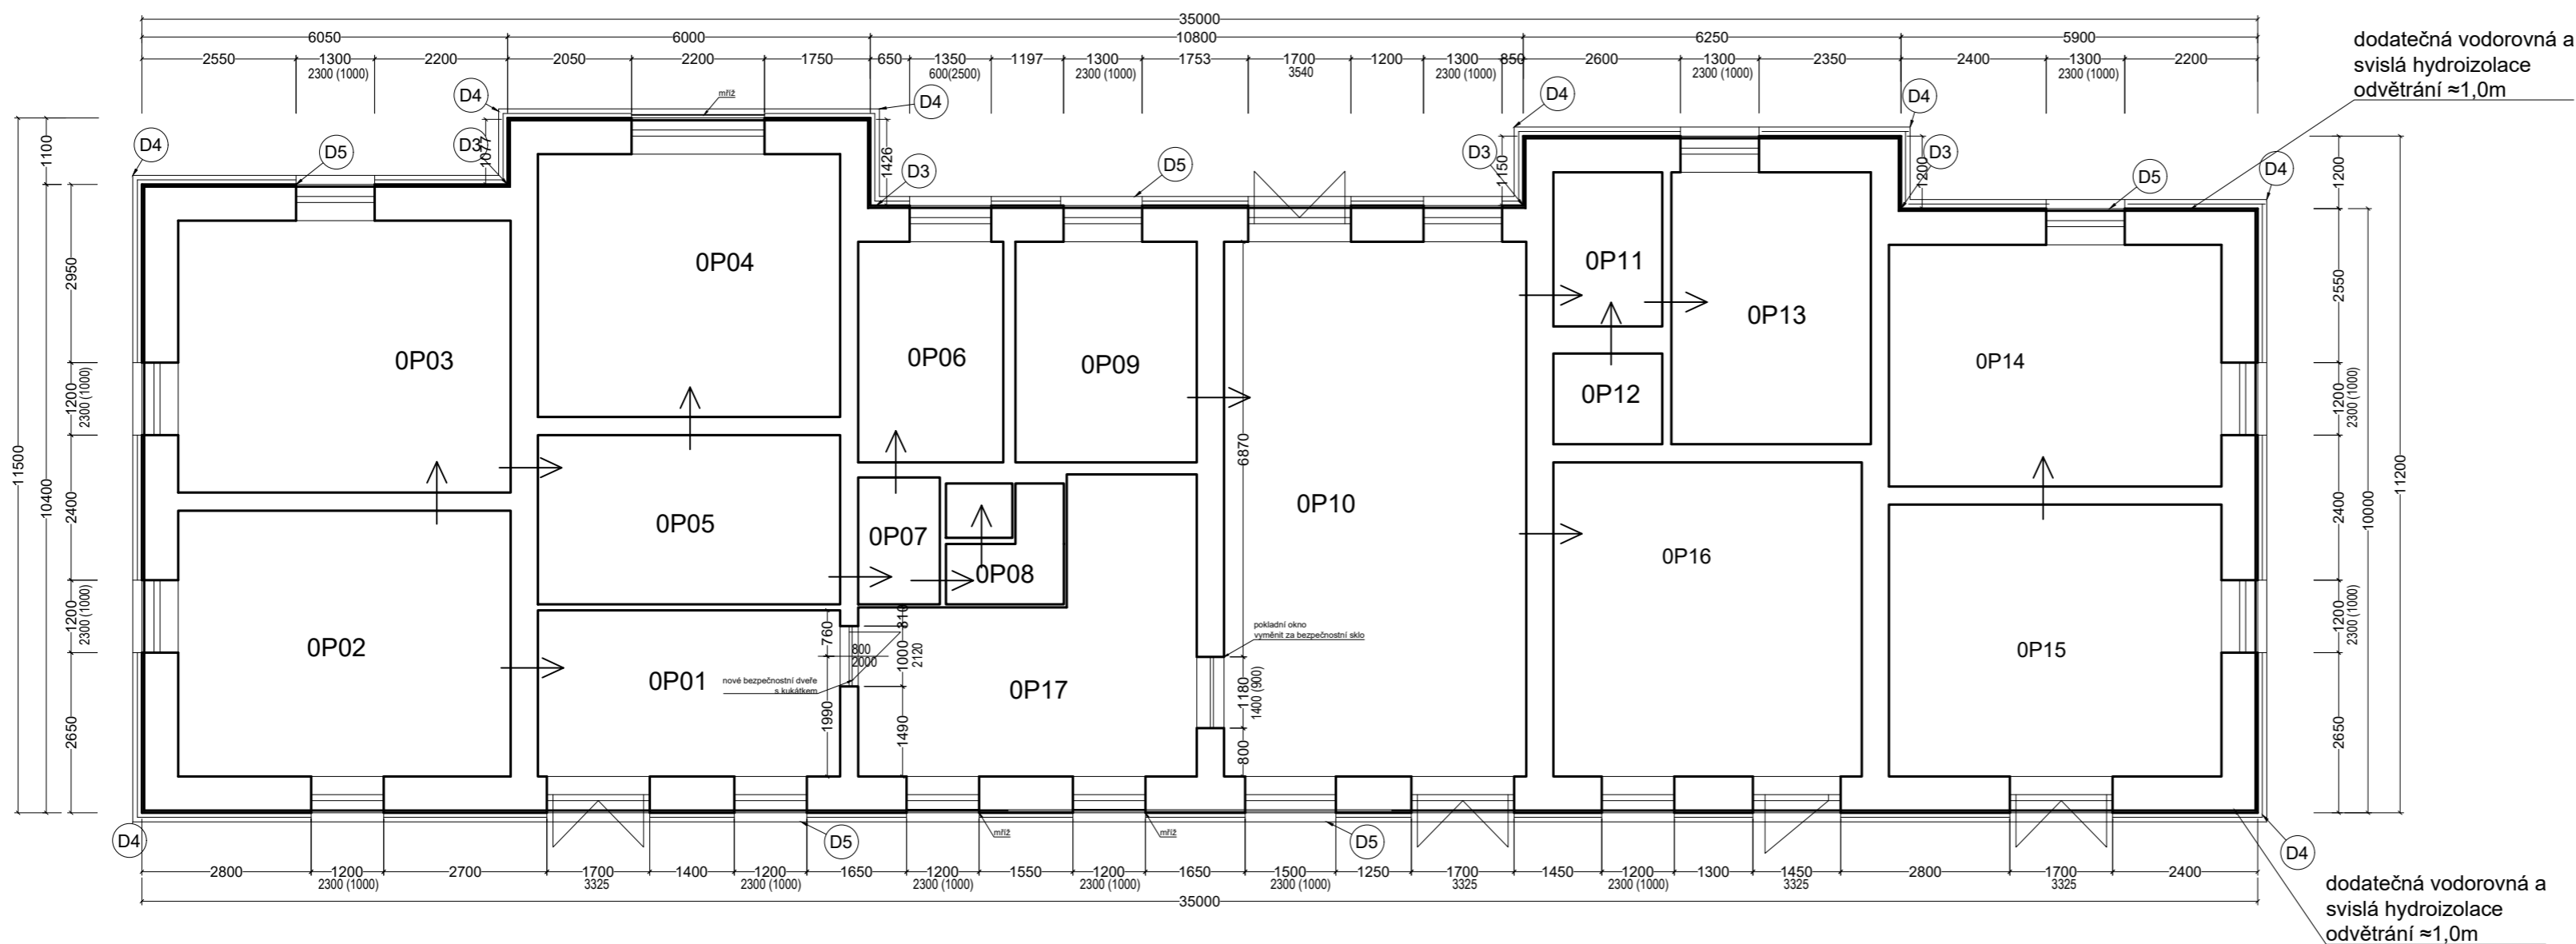 35000
6050 6000 10800 6250 5900
2550 1300 2200 2050 2200 1750 650 1350 1197 1300 1753 1700 1200 1300 850 2600 1300 2350 2400 1300 2200
2300 (1000) 600(2500) 2300 (1000) 3540 2300 (1000) 2300 (1000) 2300 (1000)
dodatečná vodorovná a
svislá hydroizolace
odvětrání ≈1,0m
mříž
D4 D4 D4 D4
D4 D5 D3 D3 D5 D3 D3 D5 D4
1100 1077 1426 1150 1200 1200
11500
10400
2950
1200
2300 (1000)
2400
1200
2300 (1000)
2650
0P03
0P04
0P06
0P09
0P11
0P12
0P13
0P14
0P05
0P07
0P08
0P10
0P16
0P02
0P01
0P17
0P15
6870
1180
1400 (900)
800
pokladní okno
vyměnit za bezpečnostní sklo
760
1990
810
1000
2120
1490
800
2000
nové bezpečnostní dveře
s kukátkem
2550
1200
2300 (1000)
2400
1200
2300 (1000)
2650
10000
11200
mříž
mříž
D4 D5 D5 D4
2800 1200 2700 1700 1400 1200 1650 1200 1550 1200 1650 1500 1250 1700 1450 1200 1300 1450 2800 1700 2400
2300 (1000) 3325 2300 (1000) 2300 (1000) 2300 (1000) 2300 (1000) 3325 2300 (1000) 3325 3325
35000
dodatečná vodorovná a
svislá hydroizolace
odvětrání ≈1,0m